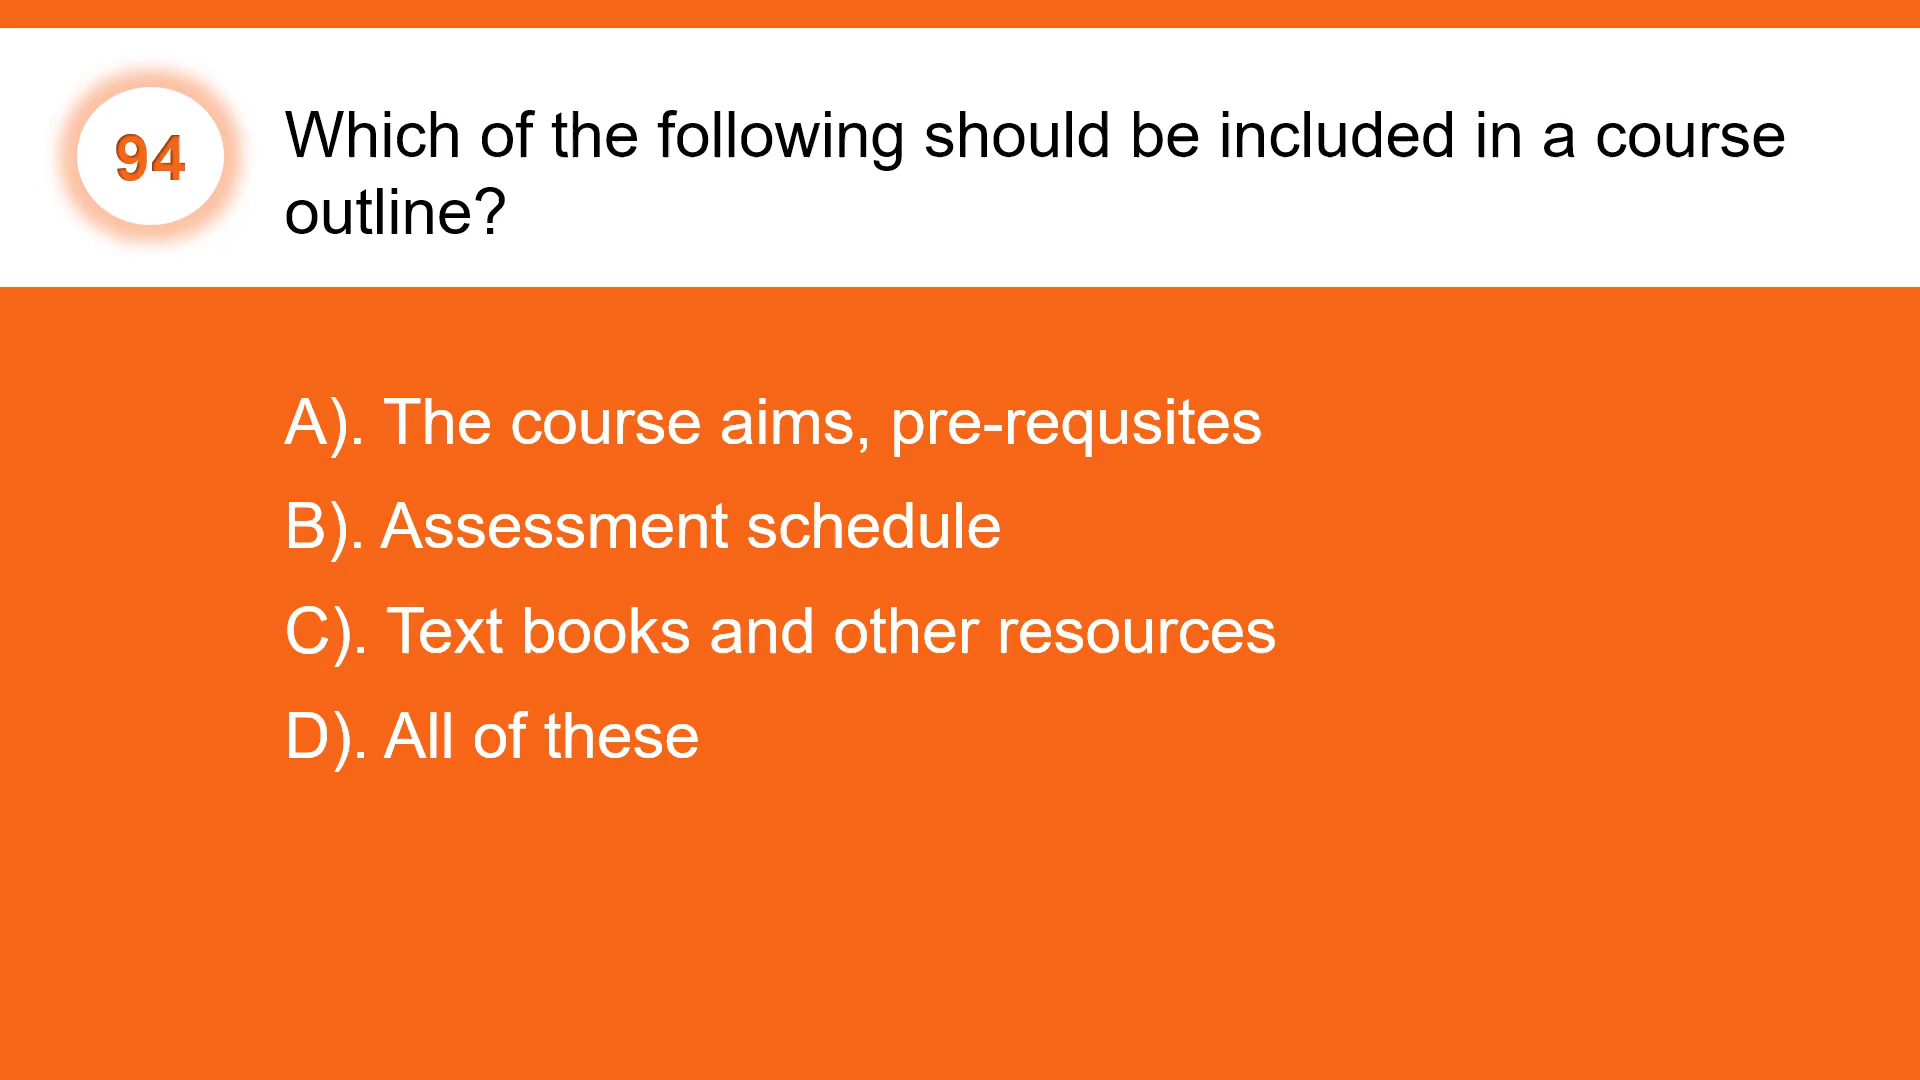 94
Which of the following should be included in a course
outline?
A). The course aims, pre-requsites
B). Assessment schedule
C). Text books and other resources
D). All of these